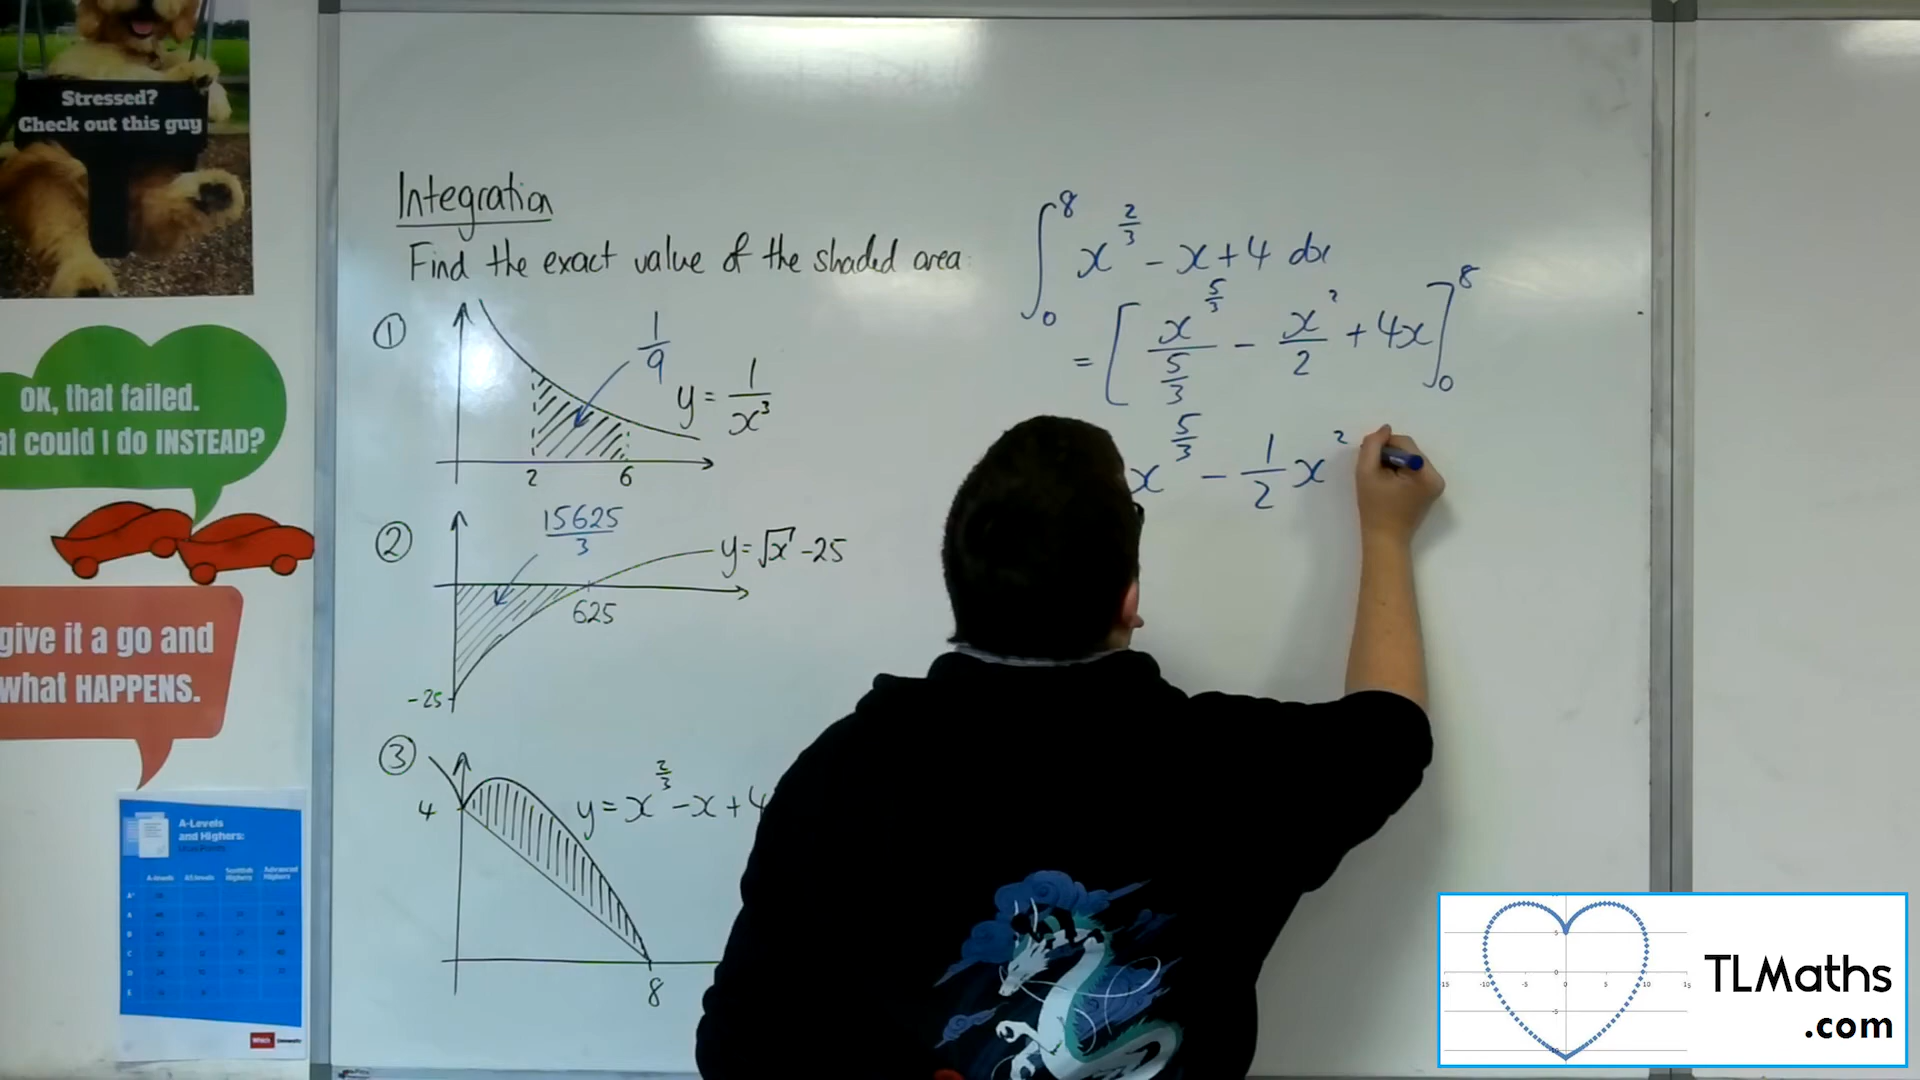 Stressed?
Check out this guy
OK, that failed.
at could I do INSTEAD?
give it a go and
what HAPPENS.
A-Levels
and Highers:
Integration
Find the exact value of the shaded area:
①
1/9
y = 1/x³
2 6
②
15625/3
y = √x - 25
625
-25
③
4
y = x^(2/3) - x + 4
8
∫₀⁸ x^(2/3) - x + 4 dx
= [ x^(5/3)/(5/3) - x²/2 + 4x ]₀⁸
x^(5/3) - 1/2 x²
TLMaths
.com